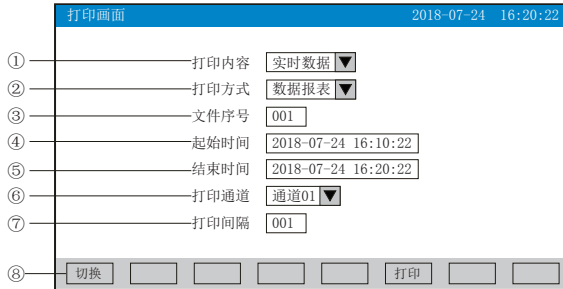 打印画面 2018-07-24 16:20:22
① 打印内容 实时数据
② 打印方式 数据报表
③ 文件序号 001
④ 起始时间 2018-07-24 16:10:22
⑤ 结束时间 2018-07-24 16:20:22
⑥ 打印通道 通道01
⑦ 打印间隔 001
⑧ 切换 打印